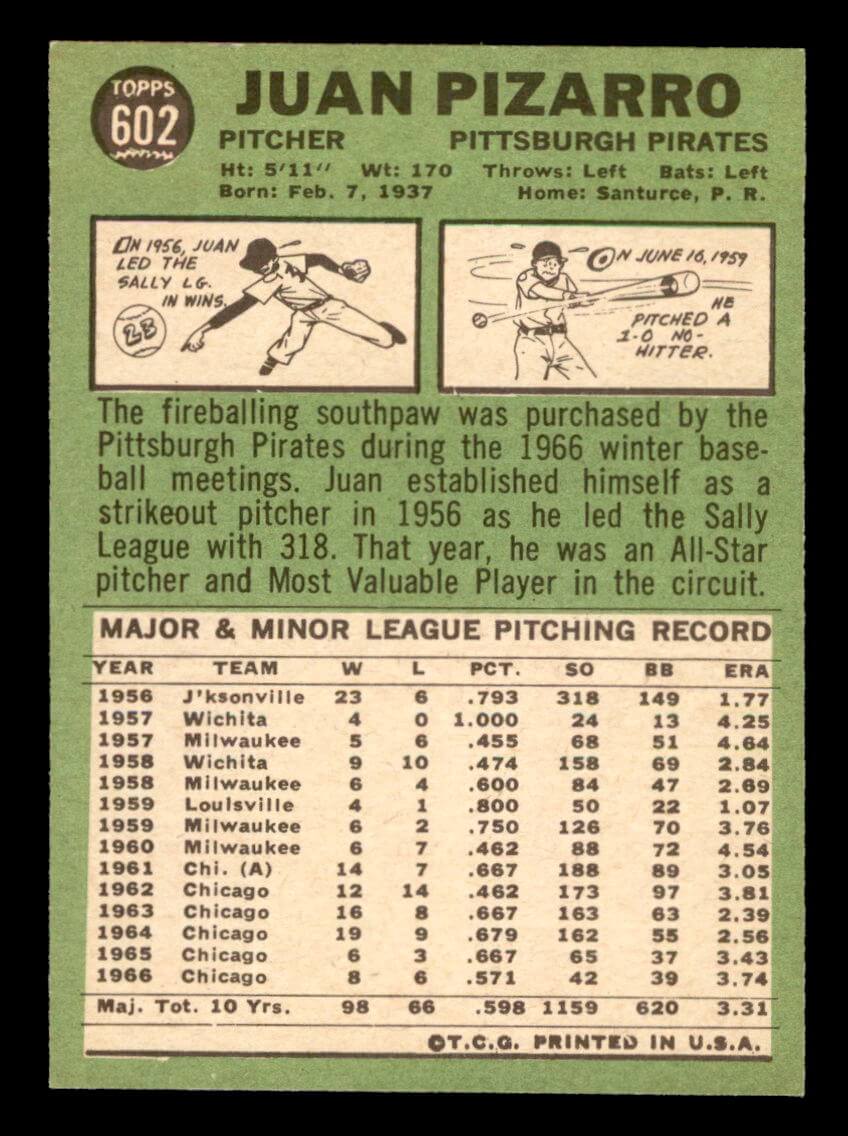 TOPPS
602
JUAN PIZARRO
PITCHER PITTSBURGH PIRATES
Ht: 5'11" Wt: 170 Throws: Left Bats: Left
Born: Feb. 7, 1937 Home: Santurce, P. R.
IN 1956, JUAN
LED THE
SALLY LG.
IN WINS.
23
ON JUNE 16, 1959
HE
PITCHED A
1-0 NO-
HITTER.
The fireballing southpaw was purchased by the
Pittsburgh Pirates during the 1966 winter base-
ball meetings. Juan established himself as a
strikeout pitcher in 1956 as he led the Sally
League with 318. That year, he was an All-Star
pitcher and Most Valuable Player in the circuit.
MAJOR & MINOR LEAGUE PITCHING RECORD
YEAR TEAM W L PCT. SO BB ERA
1956 J'ksonville 23 6 .793 318 149 1.77
1957 Wichita 4 0 1.000 24 13 4.25
1957 Milwaukee 5 6 .455 68 51 4.64
1958 Wichita 9 10 .474 158 69 2.84
1958 Milwaukee 6 4 .600 84 47 2.69
1959 Loulsville 4 1 .800 50 22 1.07
1959 Milwaukee 6 2 .750 126 70 3.76
1960 Milwaukee 6 7 .462 88 72 4.54
1961 Chi. (A) 14 7 .667 188 89 3.05
1962 Chicago 12 14 .462 173 97 3.81
1963 Chicago 16 8 .667 163 63 2.39
1964 Chicago 19 9 .679 162 55 2.56
1965 Chicago 6 3 .667 65 37 3.43
1966 Chicago 8 6 .571 42 39 3.74
Maj. Tot. 10 Yrs. 98 66 .598 1159 620 3.31
©T.C.G. PRINTED IN U.S.A.